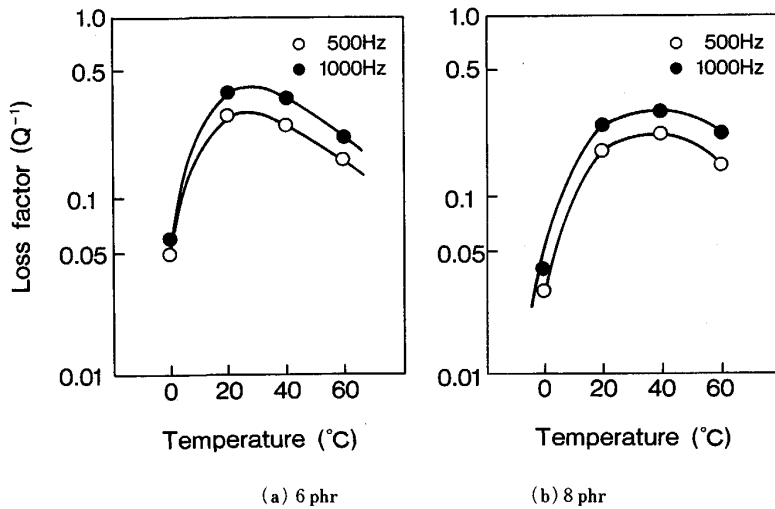 1.0
0.5
0.1
0.05
0.01
Loss factor (Q⁻¹)
○ 500Hz
● 1000Hz
0 20 40 60
Temperature (°C)
(a) 6 phr
1.0
0.5
0.1
0.05
0.01
○ 500Hz
● 1000Hz
0 20 40 60
Temperature (°C)
(b) 8 phr